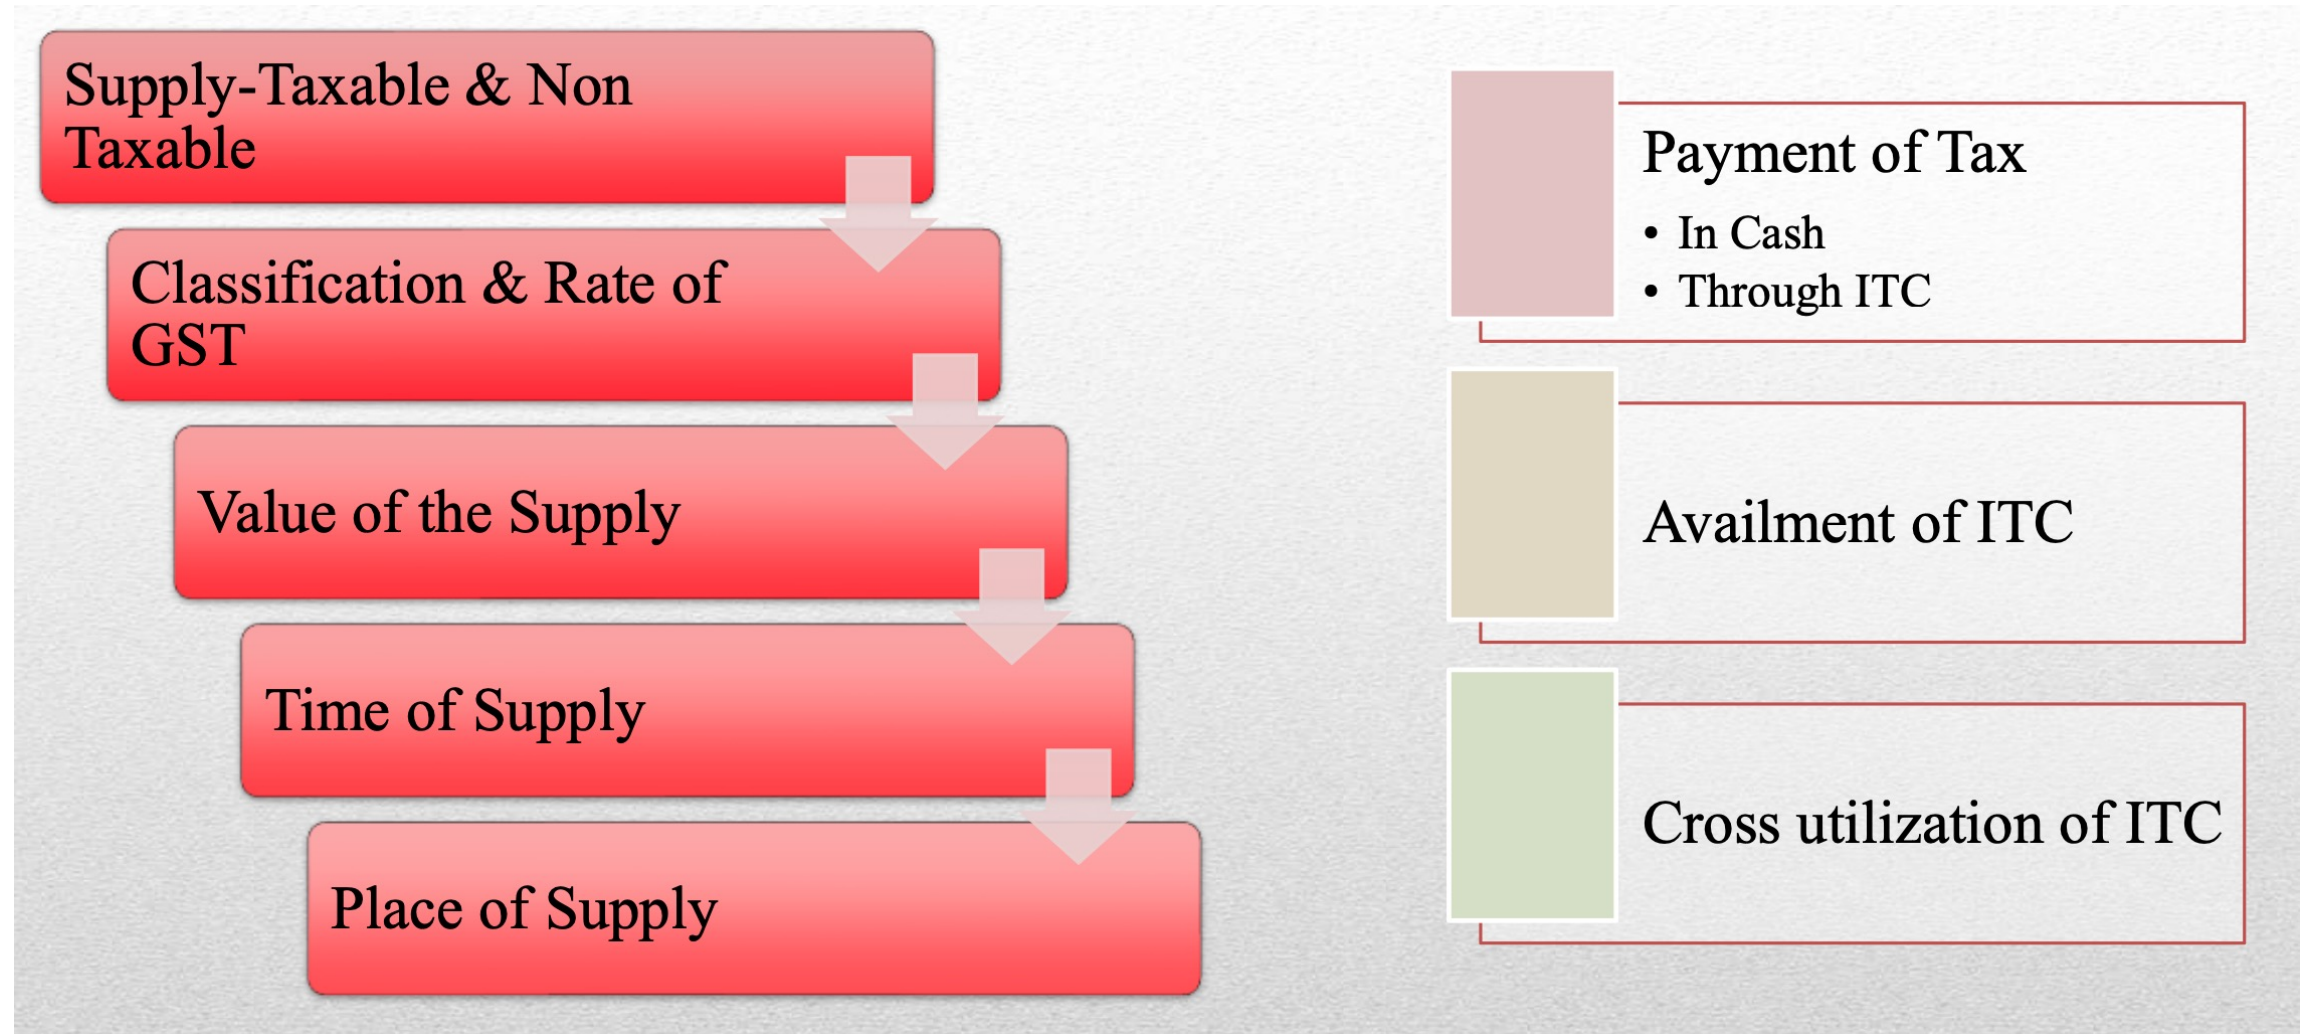 Supply-Taxable & Non
Taxable
Classification & Rate of
GST
Value of the Supply
Time of Supply
Place of Supply
Payment of Tax
• In Cash
• Through ITC
Availment of ITC
Cross utilization of ITC